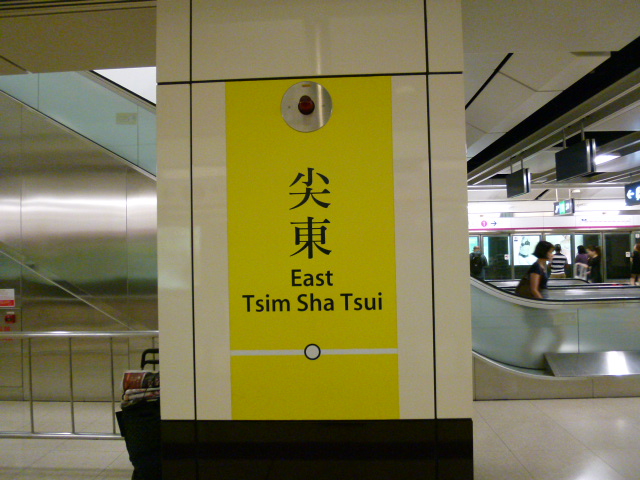 尖東
East
Tsim Sha Tsui